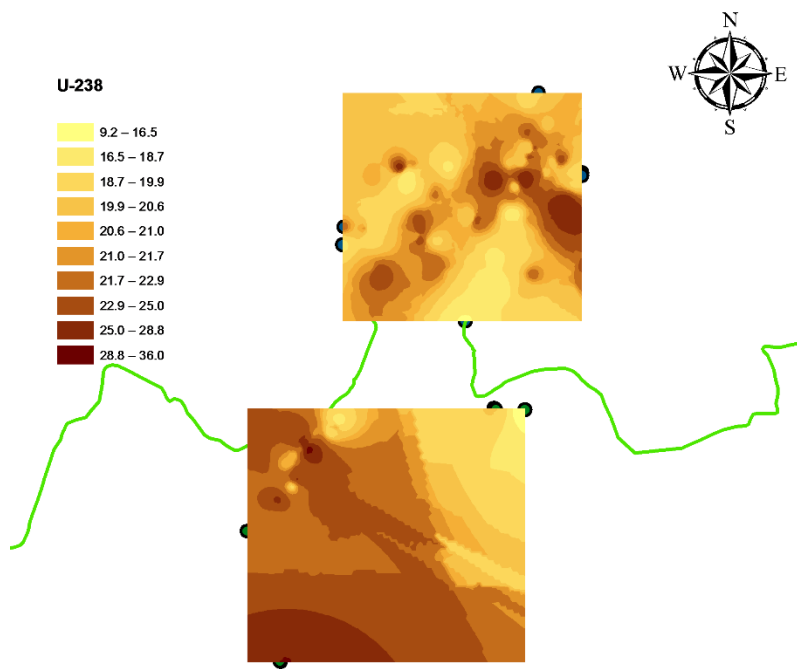 N
U-238
W E
S
9.2 – 16.5
16.5 – 18.7
18.7 – 19.9
19.9 – 20.6
20.6 – 21.0
21.0 – 21.7
21.7 – 22.9
22.9 – 25.0
25.0 – 28.8
28.8 – 36.0